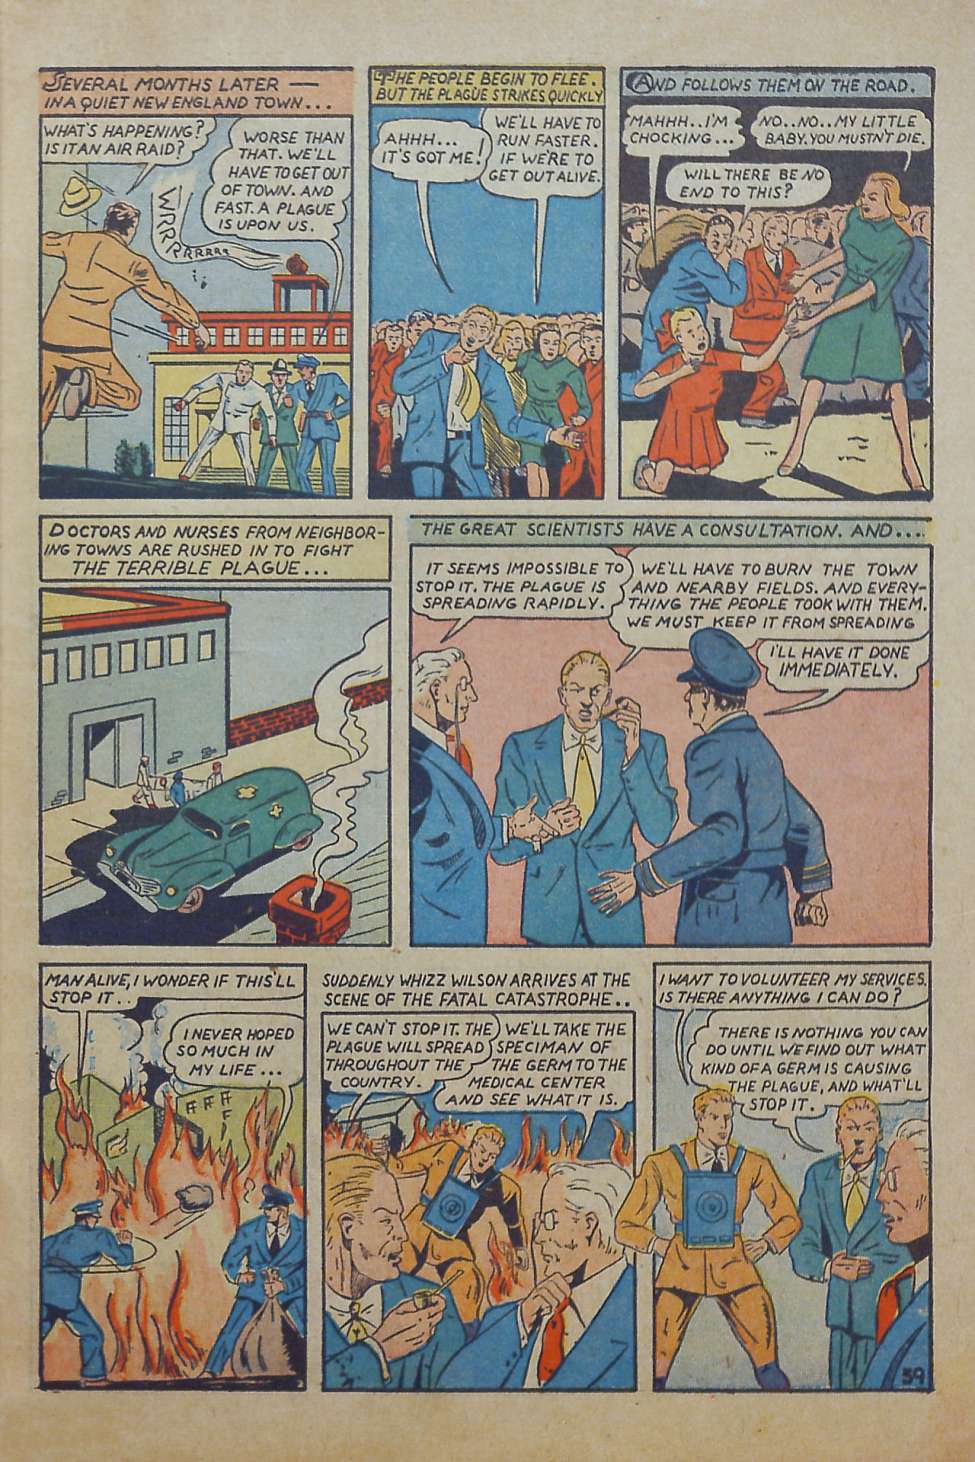 SEVERAL MONTHS LATER —
IN A QUIET NEW ENGLAND TOWN...
WHAT'S HAPPENING?
IS IT AN AIR RAID?
WORSE THAN
THAT. WE'LL
HAVE TO GET OUT
OF TOWN. AND
FAST. A PLAGUE
IS UPON US.
WRRRRRRRR
THE PEOPLE BEGIN TO FLEE.
BUT THE PLAGUE STRIKES QUICKLY
AHHH...
IT'S GOT ME!
WE'LL HAVE TO
RUN FASTER.
IF WE'RE TO
GET OUT ALIVE.
AND FOLLOWS THEM ON THE ROAD.
MAHHH..I'M
CHOCKING...
NO..NO..MY LITTLE
BABY. YOU MUSTN'T DIE.
WILL THERE BE NO
END TO THIS?
DOCTORS AND NURSES FROM NEIGHBOR-
ING TOWNS ARE RUSHED IN TO FIGHT
THE TERRIBLE PLAGUE...
THE GREAT SCIENTISTS HAVE A CONSULTATION. AND....
IT SEEMS IMPOSSIBLE TO
STOP IT. THE PLAGUE IS
SPREADING RAPIDLY.
WE'LL HAVE TO BURN THE TOWN
AND NEARBY FIELDS. AND EVERY-
THING THE PEOPLE TOOK WITH THEM.
WE MUST KEEP IT FROM SPREADING
I'LL HAVE IT DONE
IMMEDIATELY.
MAN ALIVE, I WONDER IF THIS'LL
STOP IT..
I NEVER HOPED
SO MUCH IN
MY LIFE...
SUDDENLY WHIZZ WILSON ARRIVES AT THE
SCENE OF THE FATAL CATASTROPHE..
WE CAN'T STOP IT. THE
PLAGUE WILL SPREAD
THROUGHOUT THE
COUNTRY.
WE'LL TAKE THE
SPECIMAN OF
THE GERM TO THE
MEDICAL CENTER
AND SEE WHAT IT IS.
I WANT TO VOLUNTEER MY SERVICES.
IS THERE ANYTHING I CAN DO?
THERE IS NOTHING YOU CAN
DO UNTIL WE FIND OUT WHAT
KIND OF A GERM IS CAUSING
THE PLAGUE, AND WHAT'LL
STOP IT.
59